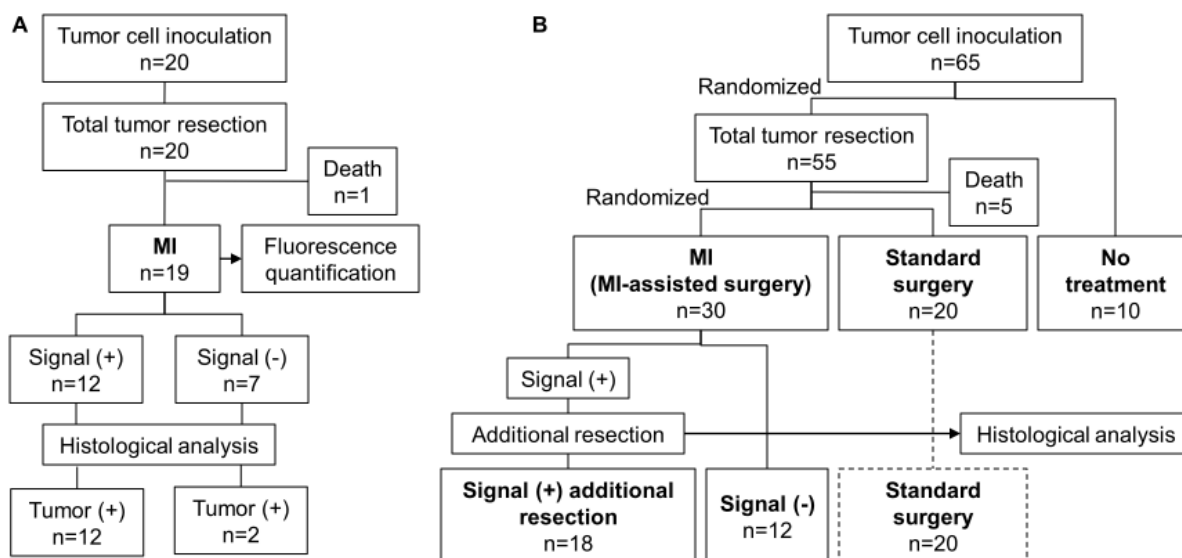 A
Tumor cell inoculation
n=20
Total tumor resection
n=20
Death
n=1
MI
n=19
Fluorescence
quantification
Signal (+)
n=12
Signal (-)
n=7
Histological analysis
Tumor (+)
n=12
Tumor (+)
n=2
B
Tumor cell inoculation
n=65
Randomized
Total tumor resection
n=55
Death
n=5
Randomized
MI
(MI-assisted surgery)
n=30
Standard
surgery
n=20
No
treatment
n=10
Signal (+)
Additional resection
Histological analysis
Signal (+) additional
resection
n=18
Signal (-)
n=12
Standard
surgery
n=20